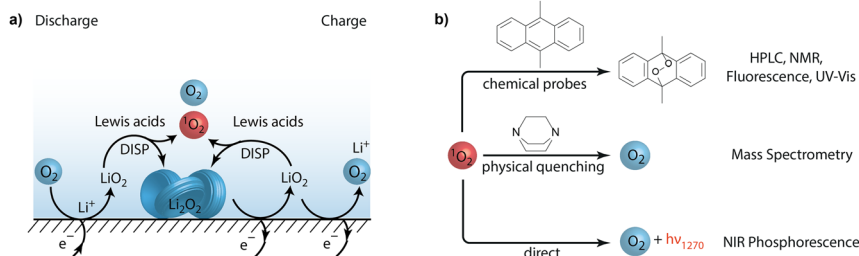 a) Discharge Charge
O2
Lewis acids 1O2 Lewis acids
DISP DISP
Li+
O2 LiO2 LiO2 O2
Li+ Li2O2
e− e− e−
b)
chemical probes
HPLC, NMR,
Fluorescence, UV-Vis
O
O
N N
1O2 O2 Mass Spectrometry
physical quenching
O2 + hν1270 NIR Phosphorescence
direct